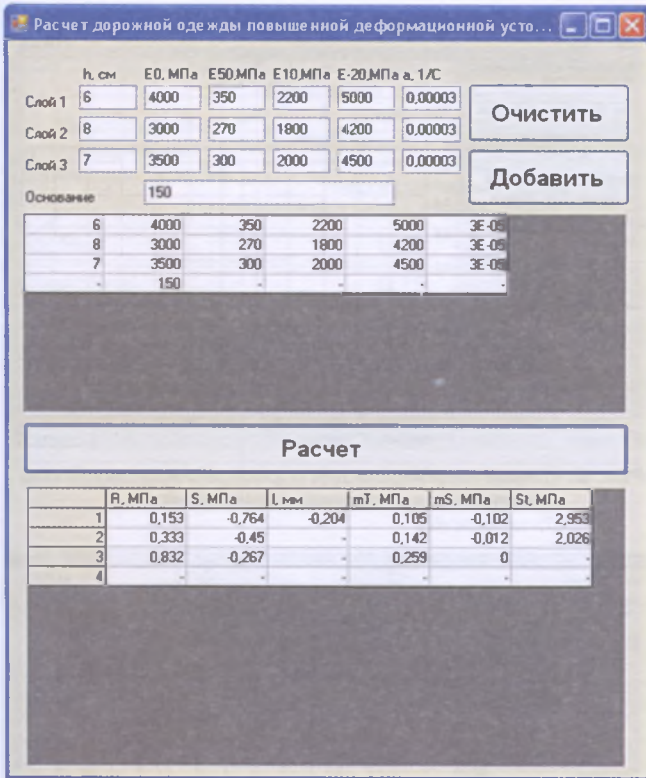 Расчет дорожной одежды повышенной деформационной усто...
h, см E0, МПа E50,МПа E10,МПа E-20,МПа a, 1/C
Слой 1 6 4000 350 2200 5000 0,00003
Очистить
Слой 2 8 3000 270 1800 4200 0,00003
Слой 3 7 3500 300 2000 4500 0,00003
Добавить
Основание 150
6 4000 350 2200 5000 3E-05
8 3000 270 1800 4200 3E-05
7 3500 300 2000 4500 3E-05
- 150 - - - -
Расчет
R, МПа S, МПа l, мм mT, МПа mS, МПа St, МПа
1 0,153 -0,764 -0,204 0,105 -0,102 2,953
2 0,333 -0,45 - 0,142 -0,012 2,026
3 0,832 -0,267 - 0,259 0 -
4 - - - - - -